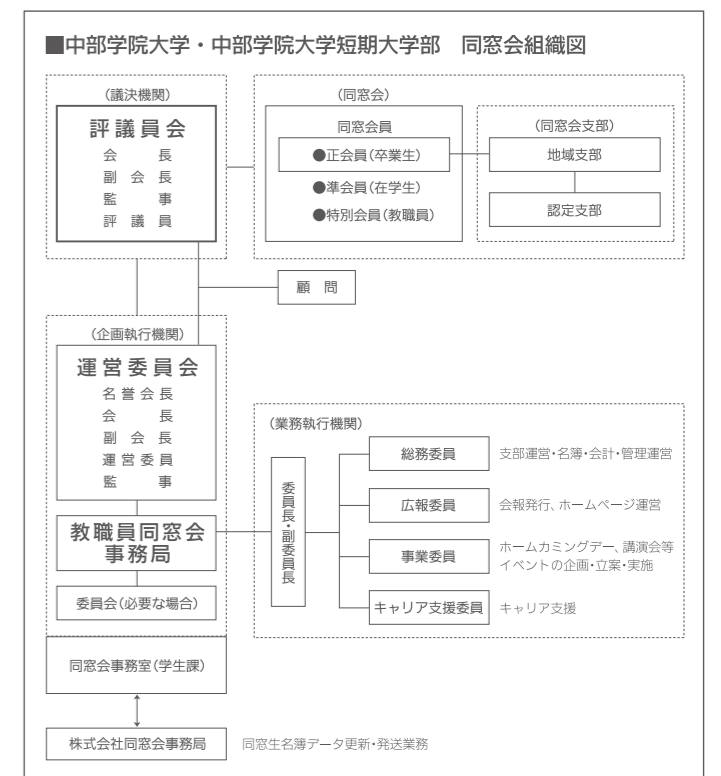 ■中部学院大学・中部学院大学短期大学部　同窓会組織図
(議決機関)
評議員会
会長
副会長
監事
評議員
(同窓会)
同窓会員
●正会員(卒業生)
●準会員(在学生)
●特別会員(教職員)
(同窓会支部)
地域支部
認定支部
顧問
(企画執行機関)
運営委員会
名誉会長
会長
副会長
運営委員
監事
教職員同窓会
事務局
委員会(必要な場合)
(業務執行機関)
委員長・副委員長
総務委員
支部運営・名簿・会計・管理運営
広報委員
会報発行、ホームページ運営
事業委員
ホームカミングデー、講演会等
イベントの企画・立案・実施
キャリア支援委員
キャリア支援
同窓会事務室(学生課)
株式会社同窓会事務局
同窓生名簿データ更新・発送業務